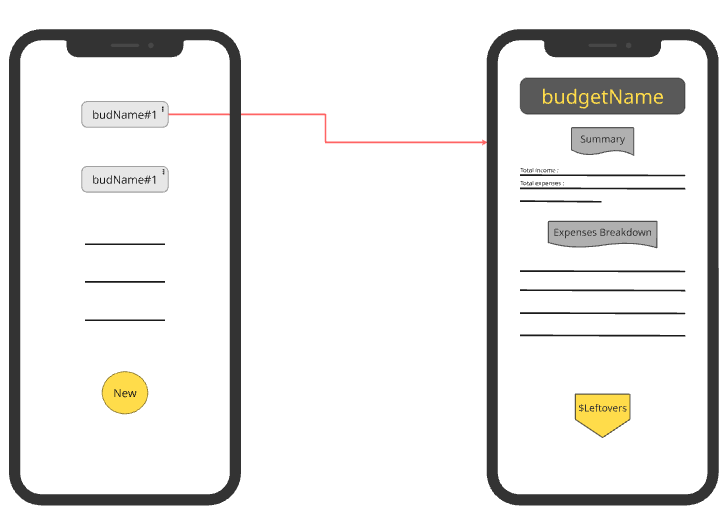 budName#1
budName#1
New
budgetName
Summary
Total income :
Total expenses :
Expenses Breakdown
$Leftovers